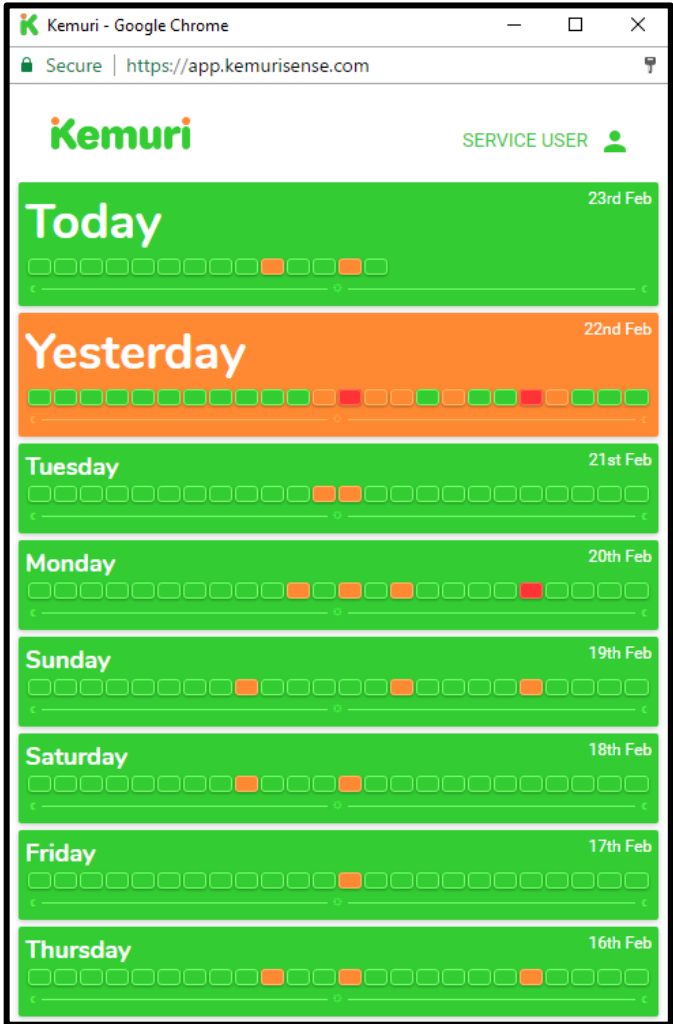 Kemuri - Google Chrome
Secure | https://app.kemurisense.com
Kemuri
SERVICE USER
23rd Feb
Today
22nd Feb
Yesterday
Tuesday 21st Feb
Monday 20th Feb
Sunday 19th Feb
Saturday 18th Feb
Friday 17th Feb
Thursday 16th Feb